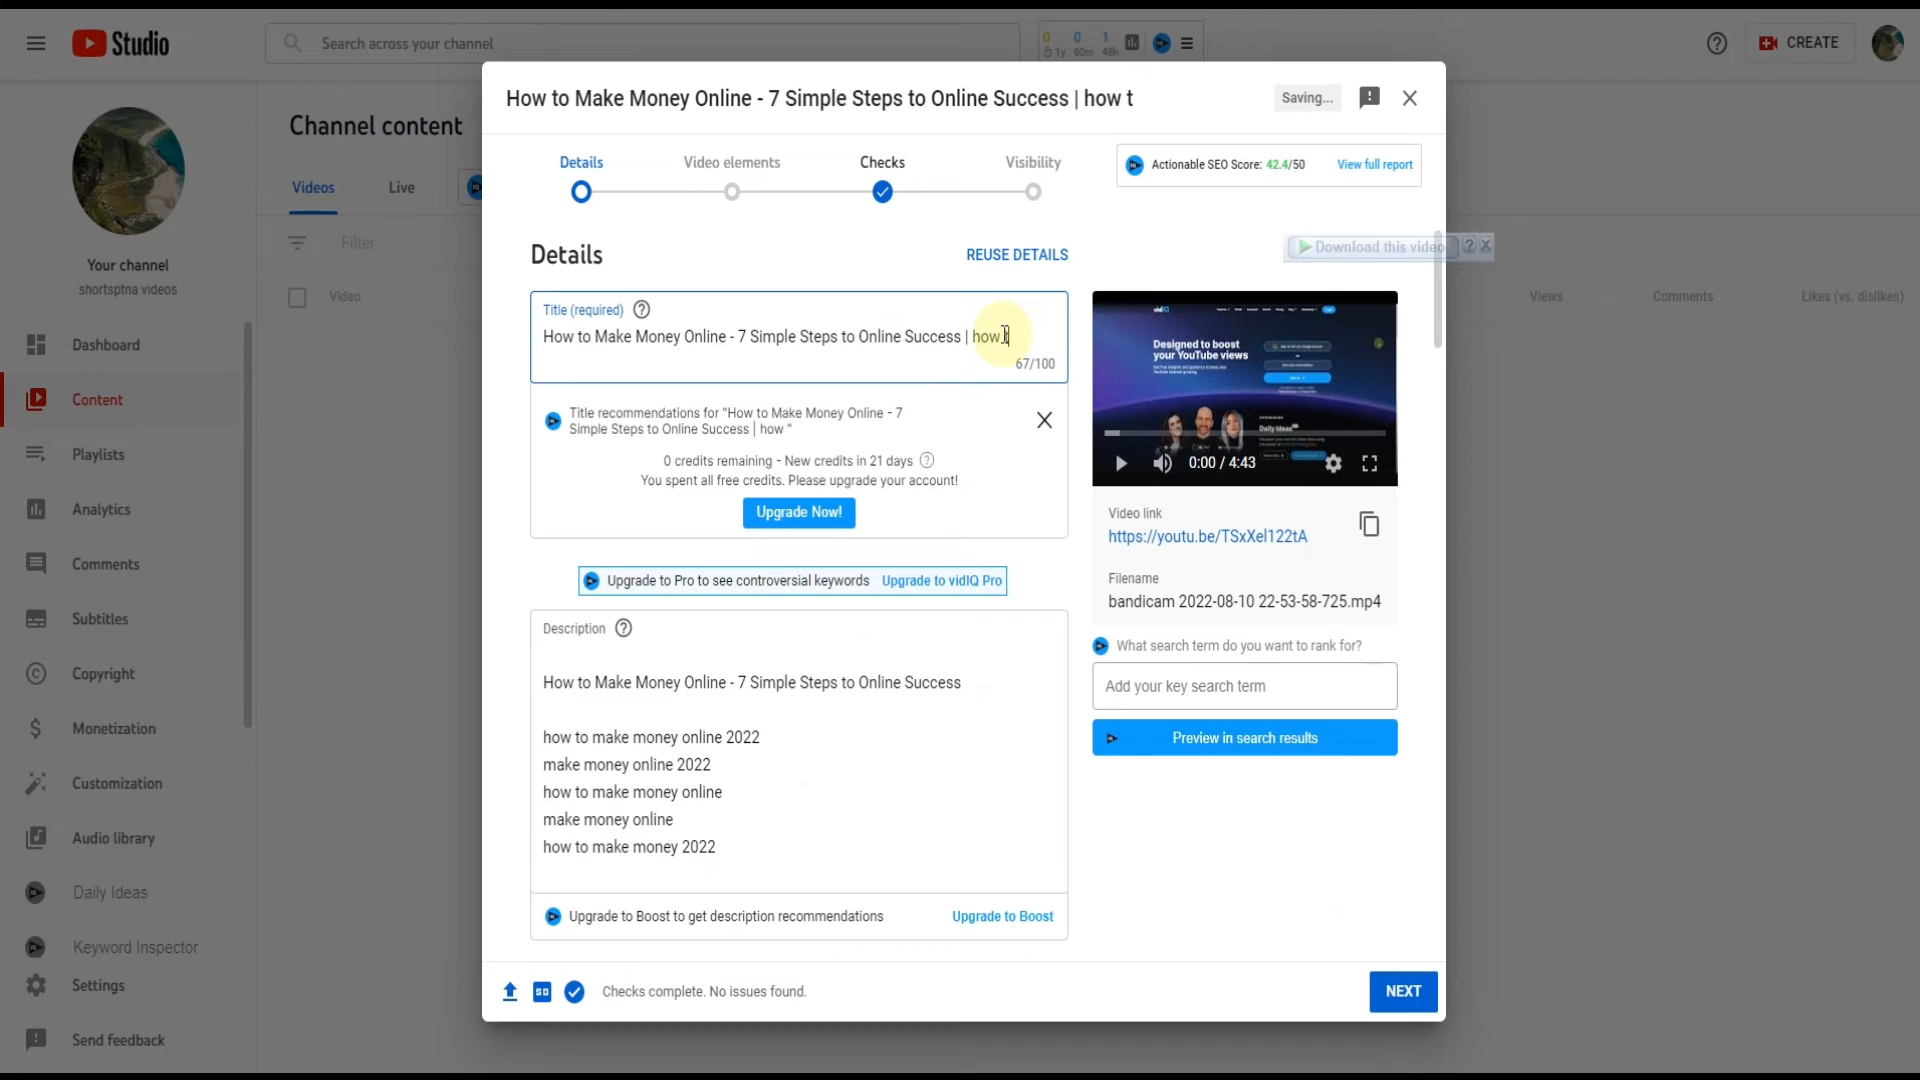 Studio
Search across your channel
0 0 1
1y 60m 48h
CREATE
How to Make Money Online - 7 Simple Steps to Online Success | how t
Saving...
Channel content
Details
Video elements
Checks
Visibility
Actionable SEO Score: 42.4/50
View full report
Videos
Live
Filter
Your channel
shortsptna videos
Video
Views
Comments
Likes (vs. dislikes)
Details
REUSE DETAILS
Download this video
Title (required)
How to Make Money Online - 7 Simple Steps to Online Success | how t
67/100
Title recommendations for "How to Make Money Online - 7
Simple Steps to Online Success | how "
0 credits remaining - New credits in 21 days
You spent all free credits. Please upgrade your account!
Upgrade Now!
Upgrade to Pro to see controversial keywords
Upgrade to vidIQ Pro
Description
How to Make Money Online - 7 Simple Steps to Online Success
how to make money online 2022
make money online 2022
how to make money online
make money online
how to make money 2022
Upgrade to Boost to get description recommendations
Upgrade to Boost
vidIQ
Designed to boost
your YouTube views
Daily Ideas
0:00 / 4:43
Video link
https://youtu.be/TSxXel122tA
Filename
bandicam 2022-08-10 22-53-58-725.mp4
What search term do you want to rank for?
Add your key search term
Preview in search results
Dashboard
Content
Playlists
Analytics
Comments
Subtitles
Copyright
Monetization
Customization
Audio library
Daily Ideas
Keyword Inspector
Settings
Send feedback
SD
Checks complete. No issues found.
NEXT